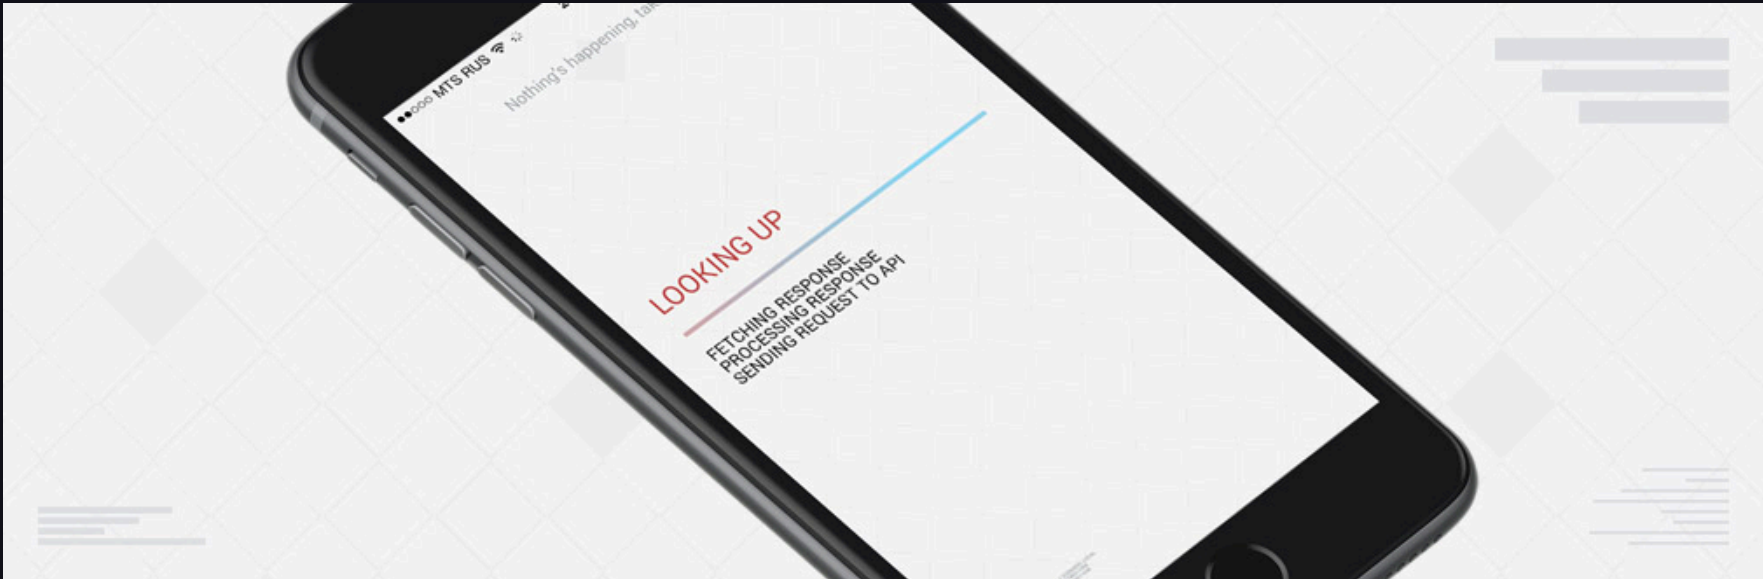 MTS RUS
Nothing's happening,
LOOKING UP
FETCHING RESPONSE
PROCESSING RESPONSE
SENDING REQUEST TO API